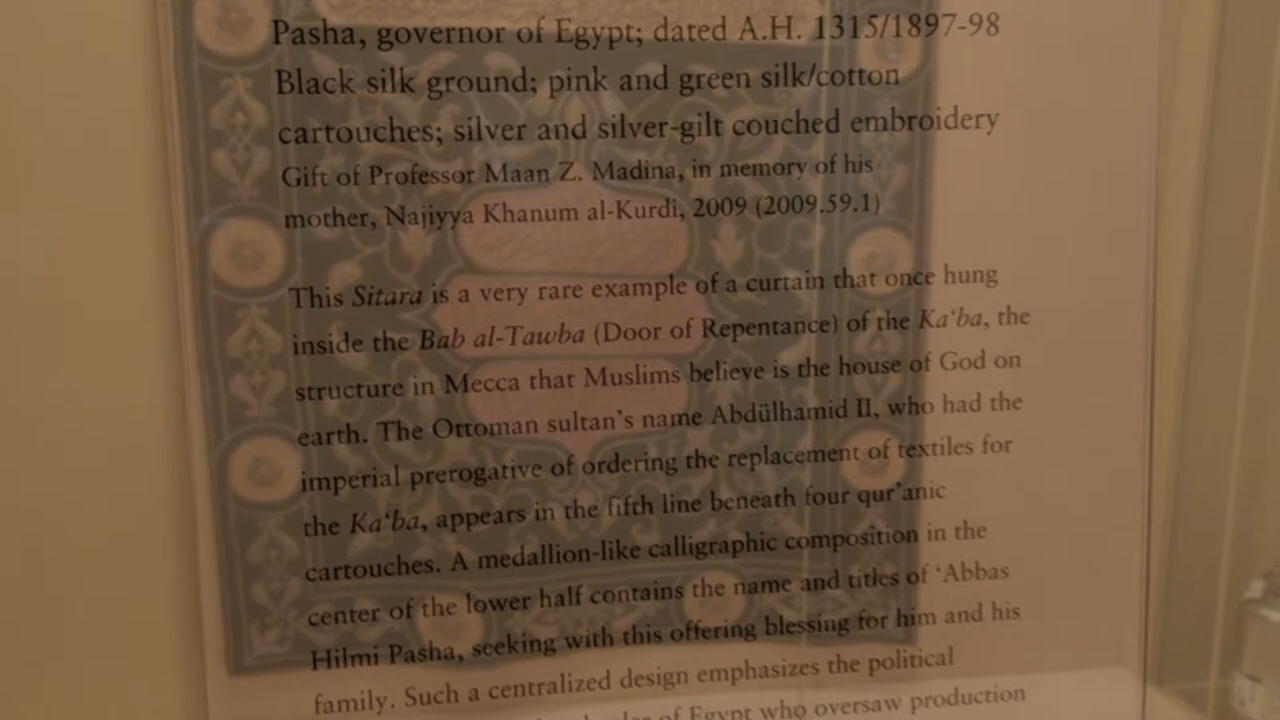 Pasha, governor of Egypt; dated A.H. 1315/1897-98
Black silk ground; pink and green silk/cotton
cartouches; silver and silver-gilt couched embroidery
Gift of Professor Maan Z. Madina, in memory of his
mother, Najiyya Khanum al-Kurdi, 2009 (2009.59.1)
This Sitara is a very rare example of a curtain that once hung
inside the Bab al-Tawba (Door of Repentance) of the Ka‘ba, the
structure in Mecca that Muslims believe is the house of God on
earth. The Ottoman sultan’s name Abdülhamid II, who had the
imperial prerogative of ordering the replacement of textiles for
the Ka‘ba, appears in the fifth line beneath four qur’anic
cartouches. A medallion-like calligraphic composition in the
center of the lower half contains the name and titles of ‘Abbas
Hilmi Pasha, seeking with this offering blessing for him and his
family. Such a centralized design emphasizes the political
of Egypt who oversaw production